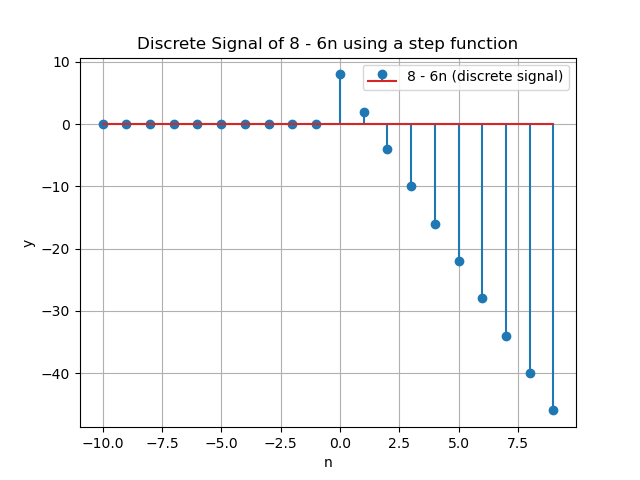 Discrete Signal of 8 - 6n using a step function
8 - 6n (discrete signal)
10
0
−10
−20
−30
−40
y
−10.0 −7.5 −5.0 −2.5 0.0 2.5 5.0 7.5
n